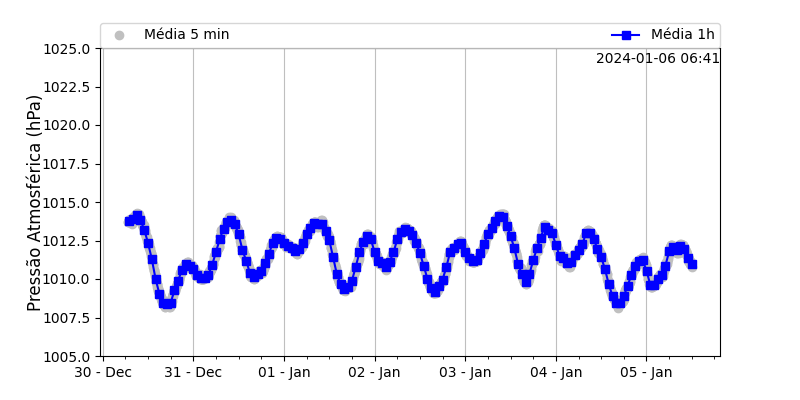 Média 5 min
Média 1h
2024-01-06 06:41
Pressão Atmosférica (hPa)
1025.0
1022.5
1020.0
1017.5
1015.0
1012.5
1010.0
1007.5
1005.0
30 - Dec
31 - Dec
01 - Jan
02 - Jan
03 - Jan
04 - Jan
05 - Jan